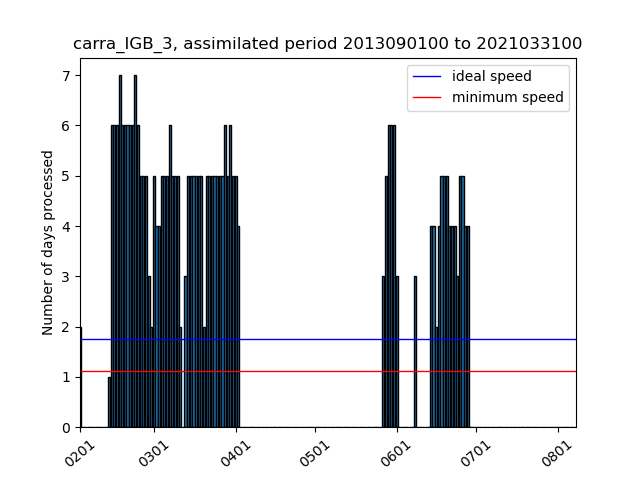 carra_IGB_3, assimilated period 2013090100 to 2021033100
ideal speed
minimum speed
Number of days processed
7
6
5
4
3
2
1
0
0201 0301 0401 0501 0601 0701 0801